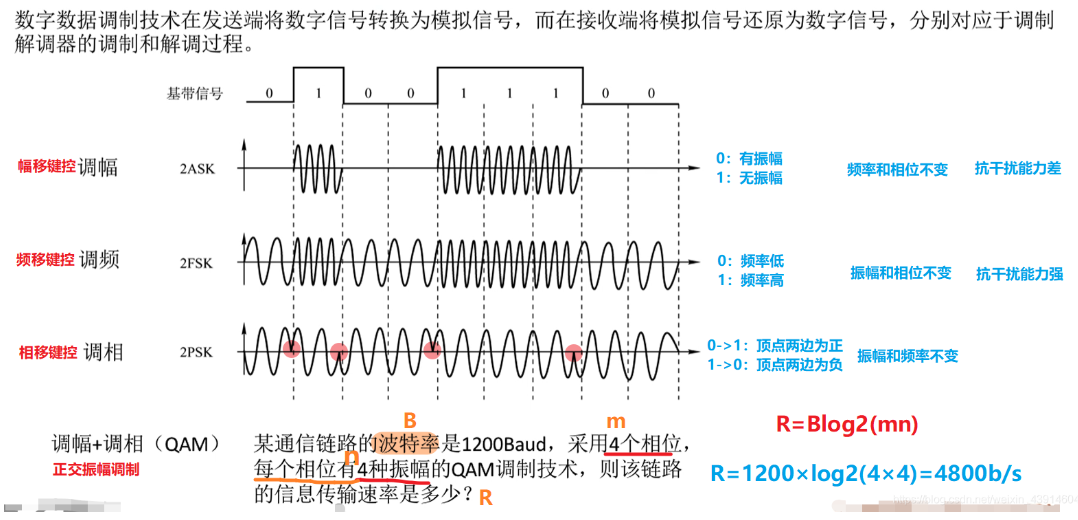 数字数据调制技术在发送端将数字信号转换为模拟信号，而在接收端将模拟信号还原为数字信号，分别对应于调制
解调器的调制和解调过程。
基带信号 0 1 0 0 1 1 1 0 0
幅移键控 调幅 2ASK
0：有振幅
1：无振幅
频率和相位不变 抗干扰能力差
频移键控 调频 2FSK
0：频率低
1：频率高
振幅和相位不变 抗干扰能力强
相移键控 调相 2PSK
0->1：顶点两边为正
1->0：顶点两边为负
振幅和频率不变
B m
调幅+调相（QAM） 某通信链路的波特率是1200Baud，采用4个相位，
R=Blog2(mn)
正交振幅调制
n
每个相位有4种振幅的QAM调制技术，则该链路
R=1200×log2(4×4)=4800b/s
的信息传输速率是多少？ R